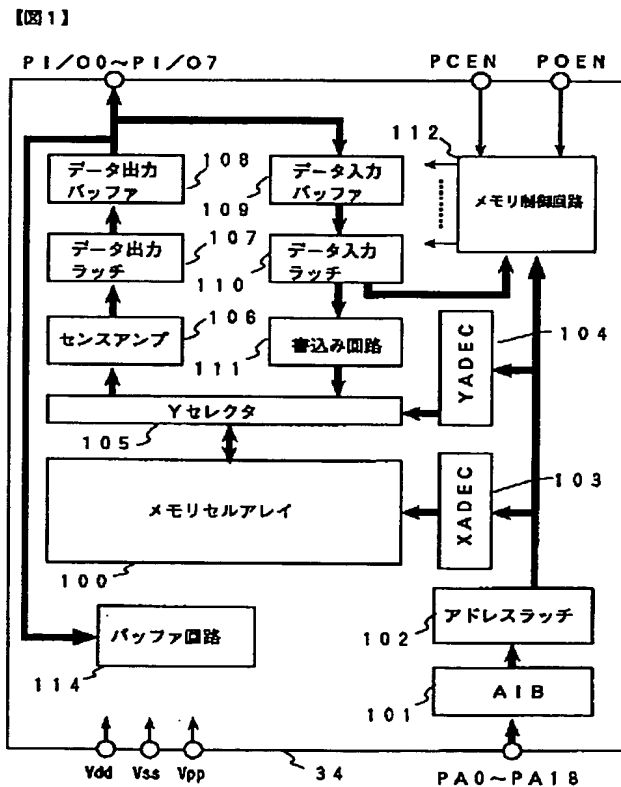 【図1】
PI/O0～PI/O7
PCEN
POEN
112
データ出力
バッファ
108
データ入力
バッファ
109
メモリ制御回路
データ出力
ラッチ
107
データ入力
ラッチ
110
センスアンプ
106
書込み回路
111
YADEC
104
Yセレクタ
105
メモリセルアレイ
100
XADEC
103
アドレスラッチ
102
バッファ回路
114
AIB
101
Vdd
Vss
Vpp
34
PA0～PA18